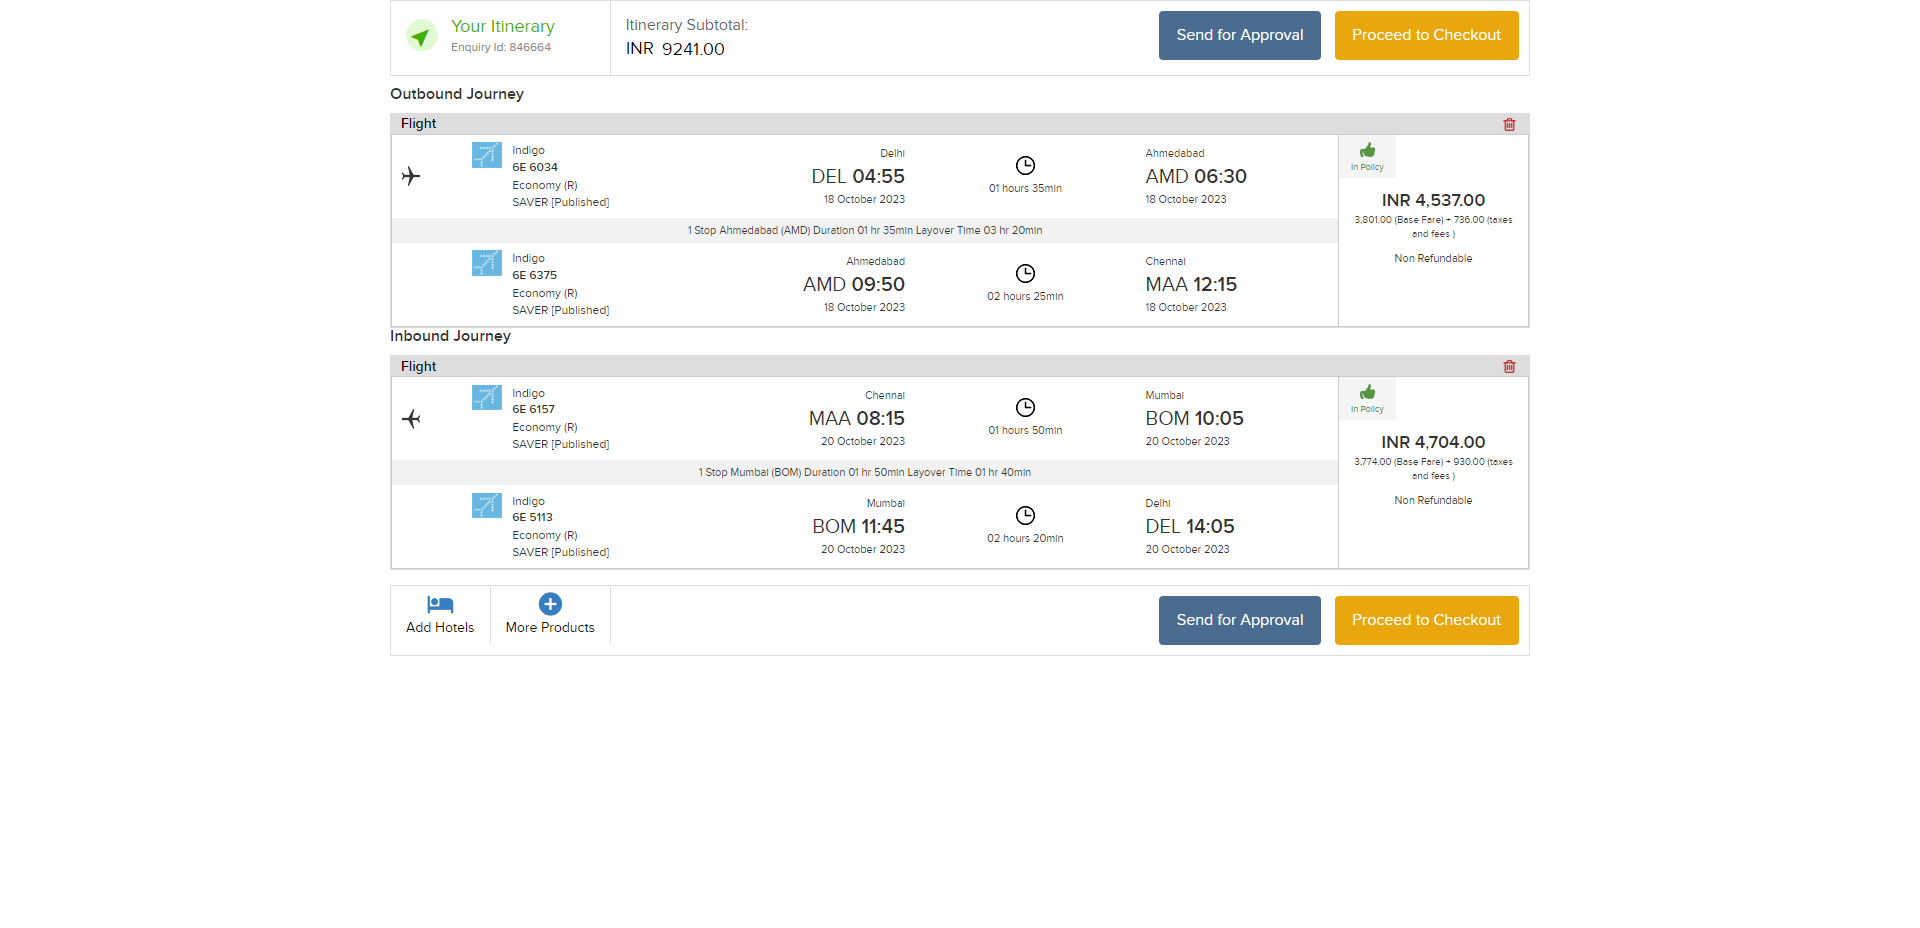 Your Itinerary
Enquiry Id: 846664
Itinerary Subtotal:
INR 9241.00
Send for Approval
Proceed to Checkout
Outbound Journey
Flight
Indigo
6E 6034
Economy (R)
SAVER [Published]
Delhi
DEL 04:55
18 October 2023
01 hours 35min
Ahmedabad
AMD 06:30
18 October 2023
In Policy
INR 4,537.00
3,801.00 (Base Fare) + 736.00 (taxes
and fees )
Non Refundable
1 Stop Ahmedabad (AMD) Duration 01 hr 35min Layover Time 03 hr 20min
Indigo
6E 6375
Economy (R)
SAVER [Published]
Ahmedabad
AMD 09:50
18 October 2023
02 hours 25min
Chennai
MAA 12:15
18 October 2023
Inbound Journey
Flight
Indigo
6E 6157
Economy (R)
SAVER [Published]
Chennai
MAA 08:15
20 October 2023
01 hours 50min
Mumbai
BOM 10:05
20 October 2023
In Policy
INR 4,704.00
3,774.00 (Base Fare) + 930.00 (taxes
and fees )
Non Refundable
1 Stop Mumbai (BOM) Duration 01 hr 50min Layover Time 01 hr 40min
Indigo
6E 5113
Economy (R)
SAVER [Published]
Mumbai
BOM 11:45
20 October 2023
02 hours 20min
Delhi
DEL 14:05
20 October 2023
Add Hotels
More Products
Send for Approval
Proceed to Checkout